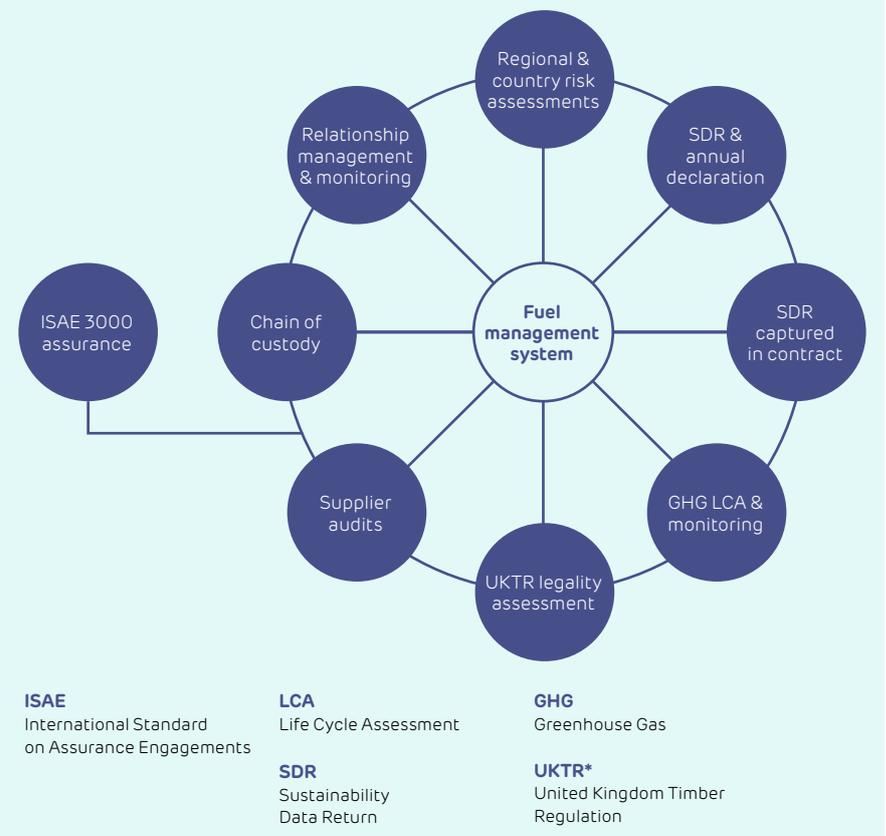 Regional &
country risk
assessments
SDR &
annual
declaration
SDR
captured
in contract
GHG LCA &
monitoring
UKTR legality
assessment
Supplier
audits
Chain of
custody
Relationship
management
& monitoring
Fuel
management
system
ISAE 3000
assurance
ISAE
International Standard
on Assurance Engagements
LCA
Life Cycle Assessment
SDR
Sustainability
Data Return
GHG
Greenhouse Gas
UKTR*
United Kingdom Timber
Regulation